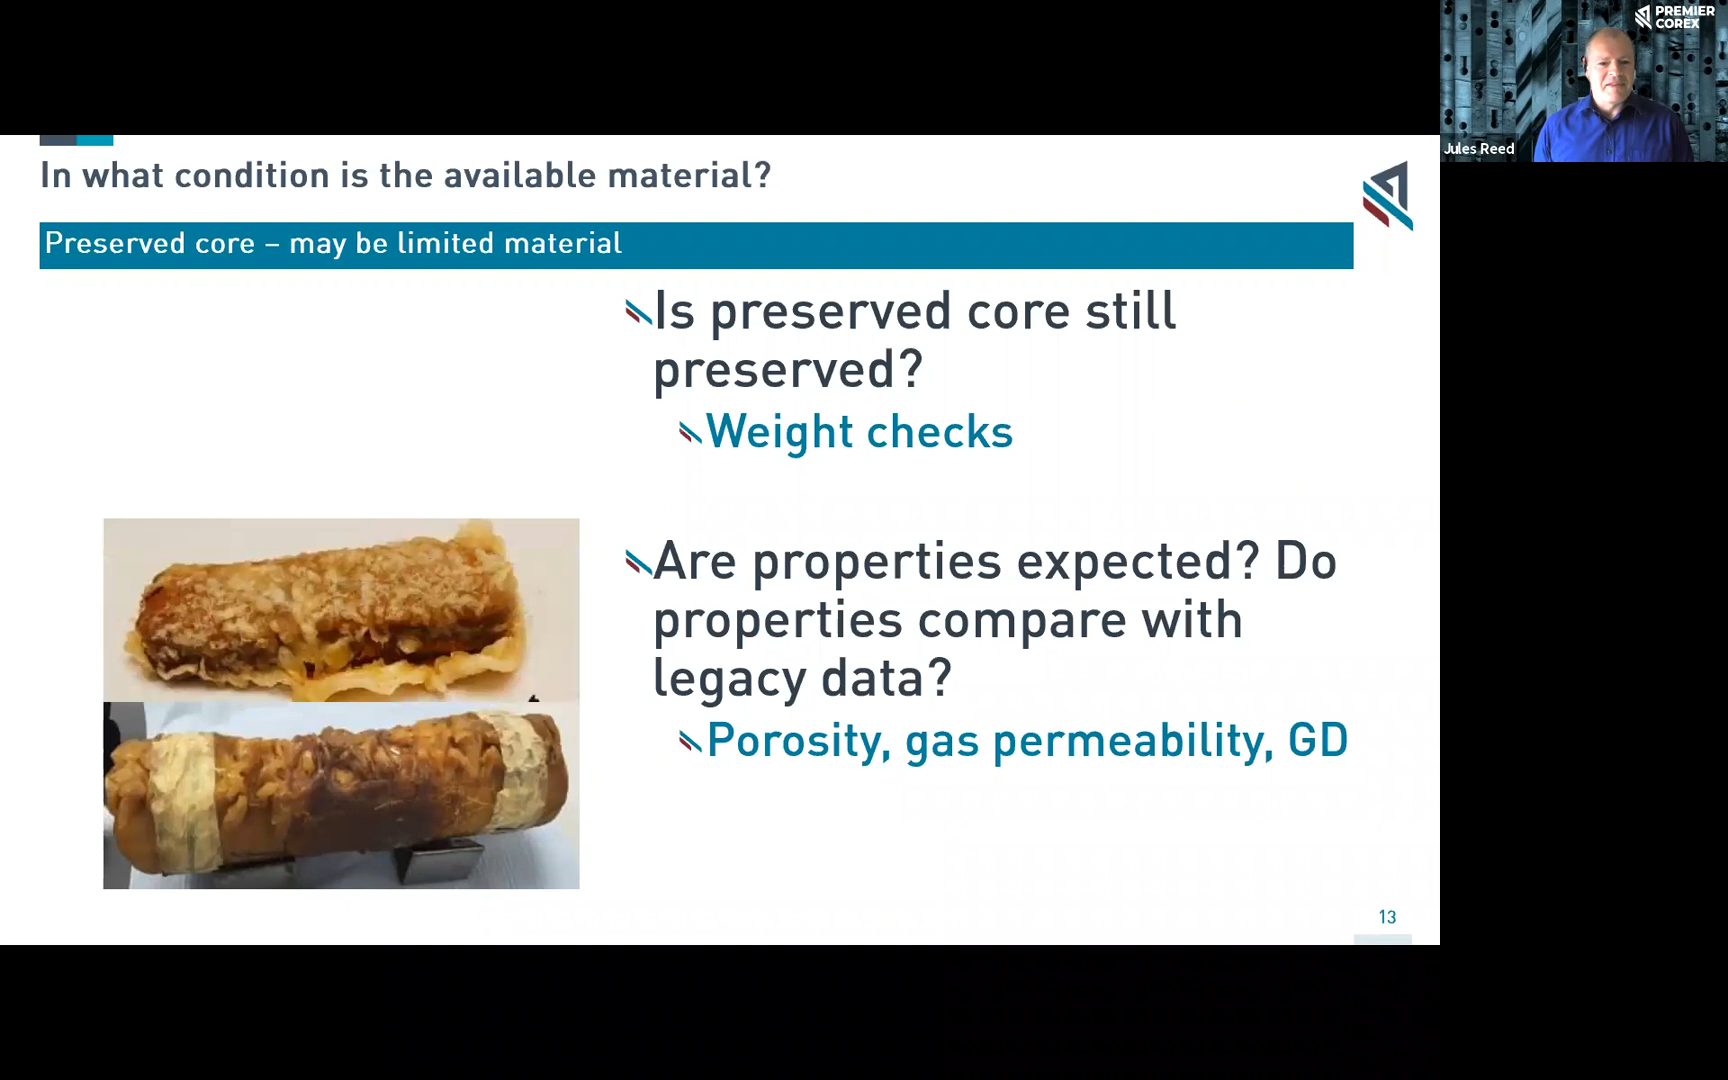 PREMIER
COREX
Jules Reed
In what condition is the available material?
Preserved core – may be limited material
Is preserved core still
preserved?
Weight checks
Are properties expected? Do
properties compare with
legacy data?
Porosity, gas permeability, GD
13